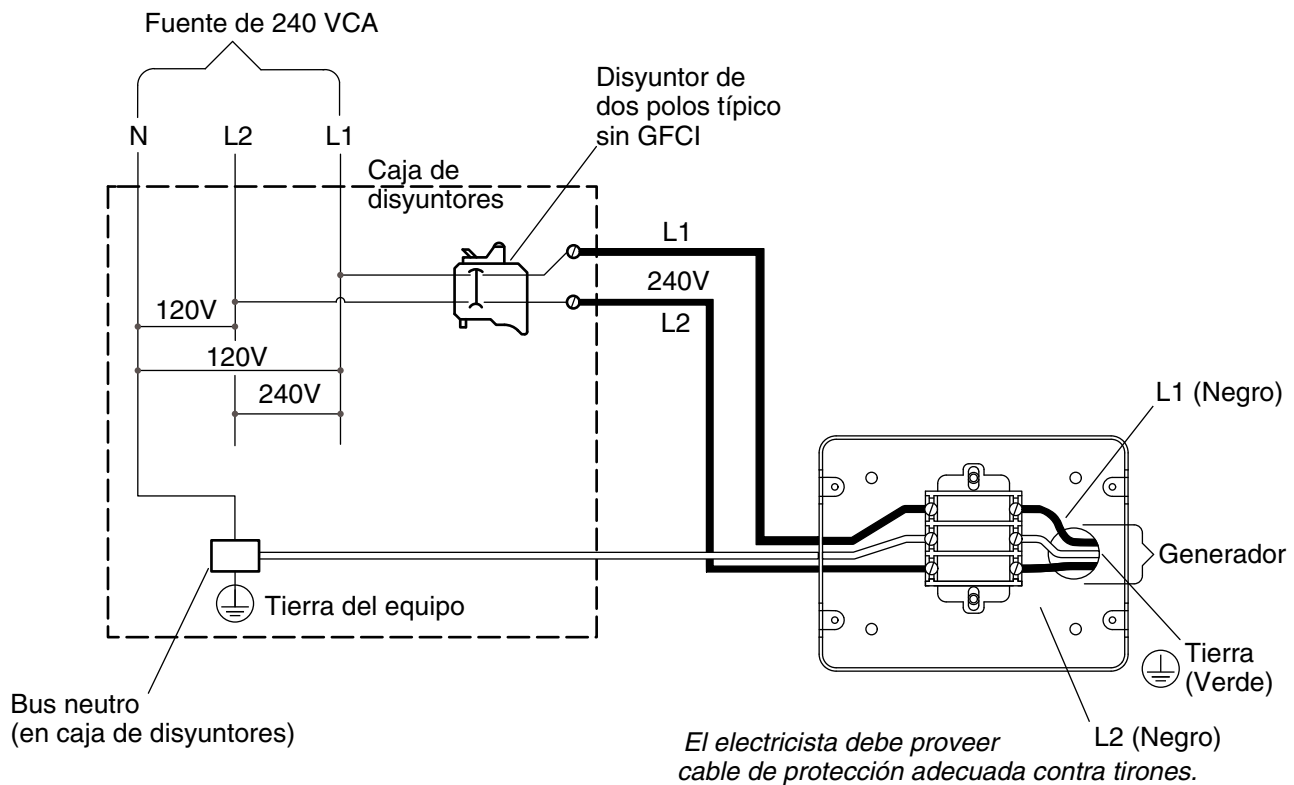 Fuente de 240 VCA
Disyuntor de
dos polos típico
sin GFCI
N
L2
L1
Caja de
disyuntores
L1
240V
L2
120V
120V
240V
L1 (Negro)
Generador
Tierra del equipo
Tierra
(Verde)
Bus neutro
(en caja de disyuntores)
L2 (Negro)
El electricista debe proveer
cable de protección adecuada contra tirones.